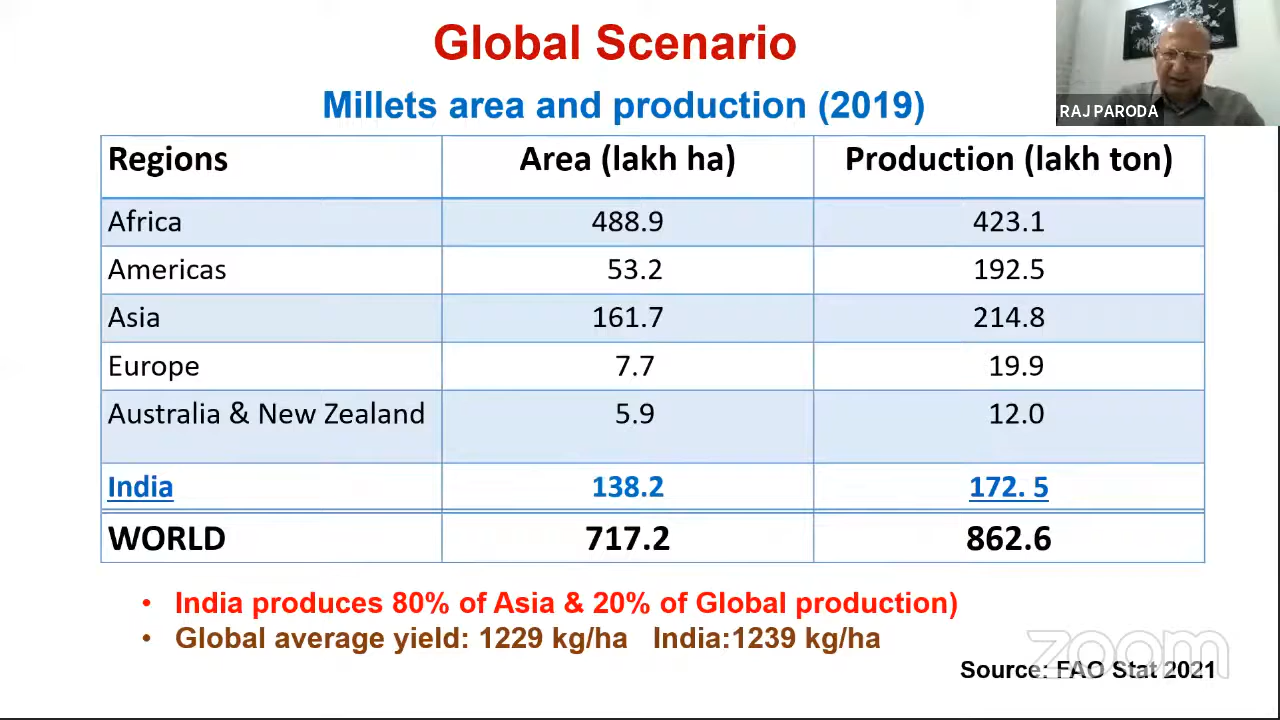 Global Scenario
Millets area and production (2019)
RAJ PARODA
Regions Area (lakh ha) Production (lakh ton)
Africa 488.9 423.1
Americas 53.2 192.5
Asia 161.7 214.8
Europe 7.7 19.9
Australia & New Zealand 5.9 12.0
India 138.2 172. 5
WORLD 717.2 862.6
• India produces 80% of Asia & 20% of Global production)
• Global average yield: 1229 kg/ha India:1239 kg/ha
zoom
Source: FAO Stat 2021